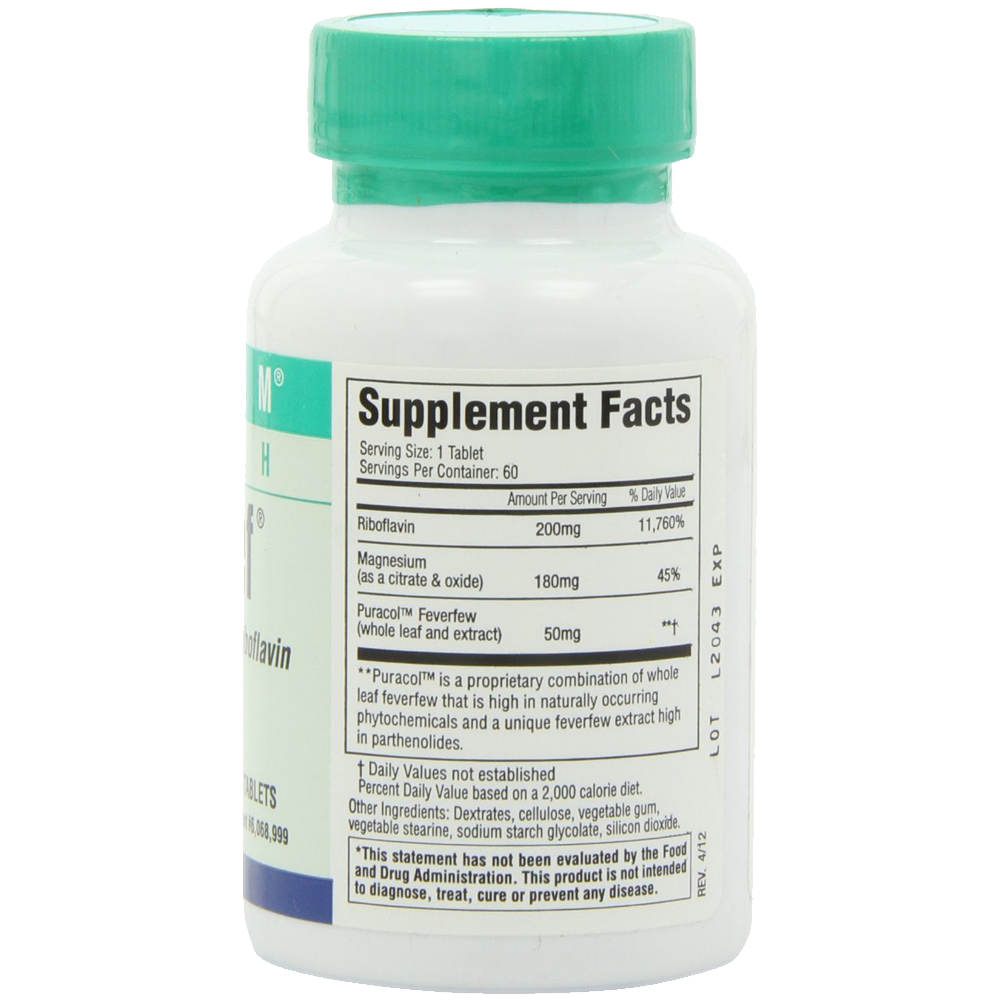 M®
H
f®
boflavin
TABLETS
#6,068,999
Supplement Facts
Serving Size: 1 Tablet
Servings Per Container: 60
Amount Per Serving % Daily Value
Riboflavin 200mg 11,760%
Magnesium
(as a citrate & oxide) 180mg 45%
Puracol™ Feverfew
(whole leaf and extract) 50mg **†
**Puracol™ is a proprietary combination of whole
leaf feverfew that is high in naturally occurring
phytochemicals and a unique feverfew extract high
in parthenolides.
† Daily Values not established
Percent Daily Value based on a 2,000 calorie diet.
Other Ingredients: Dextrates, cellulose, vegetable gum,
vegetable stearine, sodium starch glycolate, silicon dioxide.
*This statement has not been evaluated by the Food
and Drug Administration. This product is not intended
to diagnose, treat, cure or prevent any disease.
LOT L2043 EXP
REV. 4/12